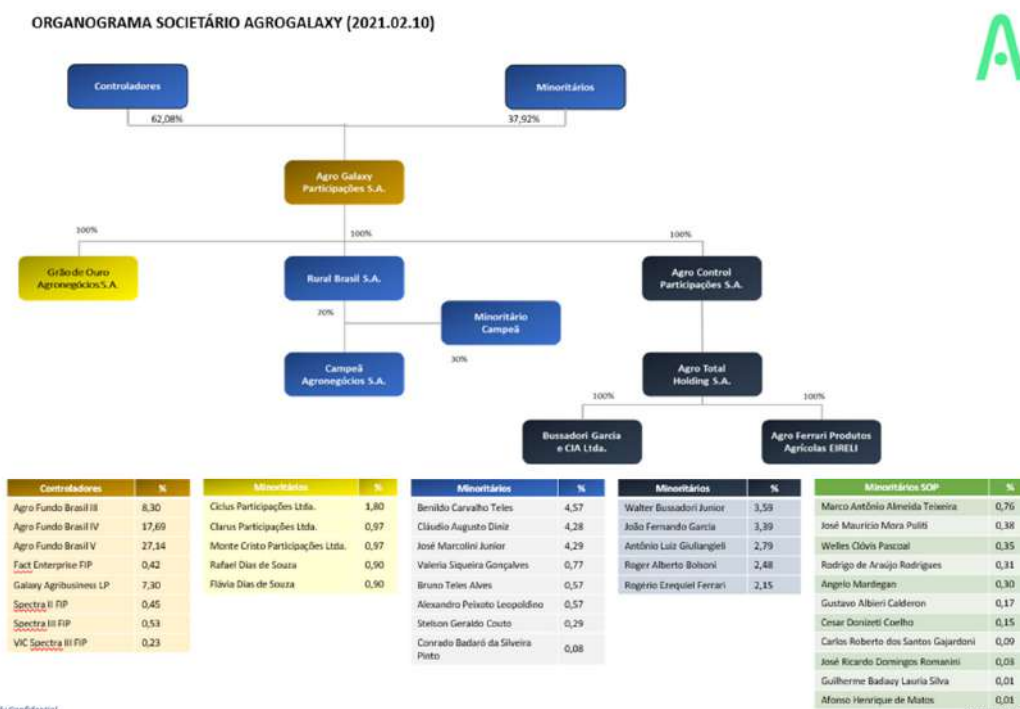 ORGANOGRAMA SOCIETÁRIO AGROGALAXY (2021.02.10)
Controladores
Minoritários
62,08%
37,92%
Agro Galaxy
Participações S.A.
100%
100%
100%
Grão de Ouro
Agronegócios S.A.
Rural Brasil S.A.
Agro Control
Participações S.A.
Minoritário
Campeã
30%
Campeã
Agronegócios S.A.
Agro Total
Holding S.A.
100%
100%
Bussadori Garcia
e CIA Ltda.
Agro Ferrari Produtos
Agrícolas EIRELI
Controladores %
Agro Fundo Brasil III 8,30
Agro Fundo Brasil IV 17,69
Agro Fundo Brasil V 27,14
Fact Enterprise FIP 0,42
Galaxy Agribusiness LP 7,30
Spectra II FIP 0,45
Spectra III FIP 0,53
VIC Spectra III FIP 0,23
Minoritários %
Ciclus Participações Ltda. 1,80
Clarus Participações Ltda. 0,97
Monte Cristo Participações Ltda. 0,97
Rafael Dias de Souza 0,90
Flávia Dias de Souza 0,90
Minoritários %
Benildo Carvalho Teles 4,57
Cláudio Augusto Diniz 4,28
José Marcolini Junior 4,29
Valeria Siqueira Gonçalves 0,77
Bruno Teles Alves 0,57
Alexandro Peixoto Leopoldino 0,57
Stelson Geraldo Couto 0,29
Conrado Badaró da Silveira
Pinto 0,08
Minoritários %
Walter Bussadori Junior 3,59
João Fernando Garcia 3,39
Antônio Luiz Giuliangieli 2,79
Roger Alberto Bolsoni 2,48
Rogério Ezequiel Ferrari 2,15
Minoritários SOP %
Marco Antônio Almeida Teixeira 0,76
José Maurício Mora Puliti 0,38
Welles Clóvis Pascoal 0,35
Rodrigo de Araújo Rodrigues 0,31
Angelo Mardegan 0,30
Gustavo Albieri Calderon 0,17
Cesar Donizeti Coelho 0,15
Carlos Roberto dos Santos Gajardoni 0,09
José Ricardo Domingos Romanini 0,03
Guilherme Badauy Lauria Silva 0,01
Afonso Henrique de Matos 0,01